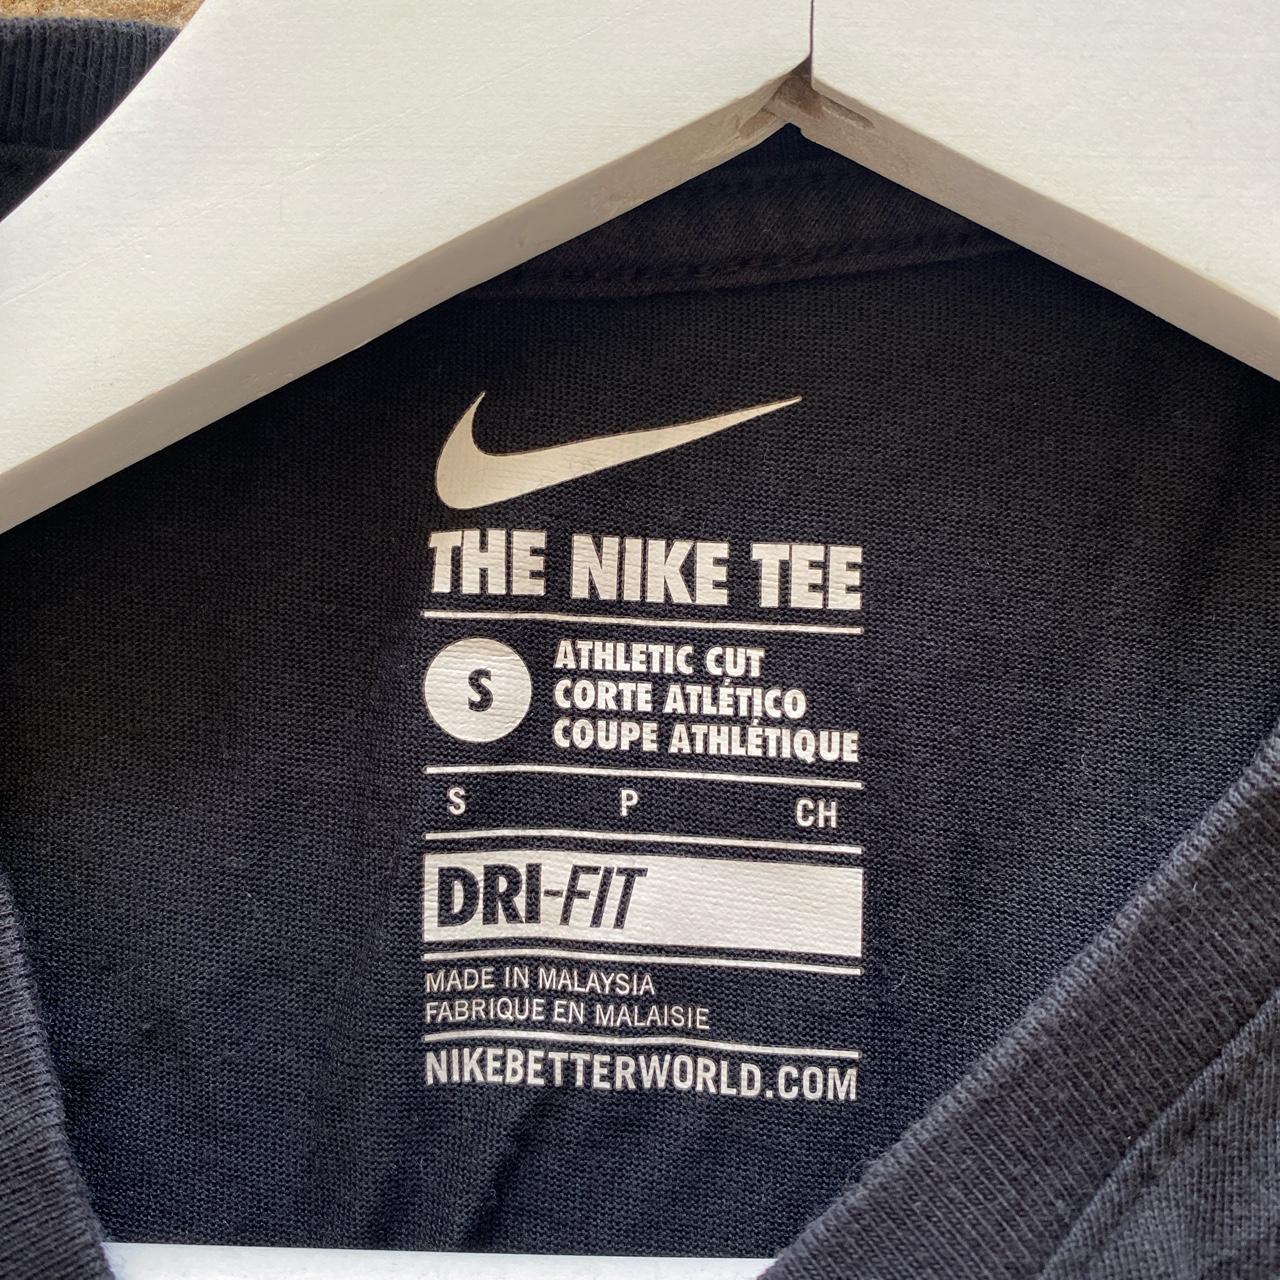 THE NIKE TEE
S
ATHLETIC CUT
CORTE ATLÉTICO
COUPE ATHLÉTIQUE
S P CH
DRI-FIT
MADE IN MALAYSIA
FABRIQUE EN MALAISIE
NIKEBETTERWORLD.COM